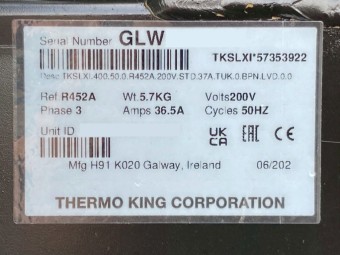 Serial Number GLW
TKSLXI*57353922
Desc TKSLXI.400.50.0.R452A.200V.STD.37A.TUK.0.BPN.LVD.0.0
Ref R452A Wt. 5.7KG Volts 200V
Phase 3 Amps 36.5A Cycles 50HZ
Unit ID UK CA EAC CE
Mfg H91 K020 Galway, Ireland 06/202
THERMO KING CORPORATION